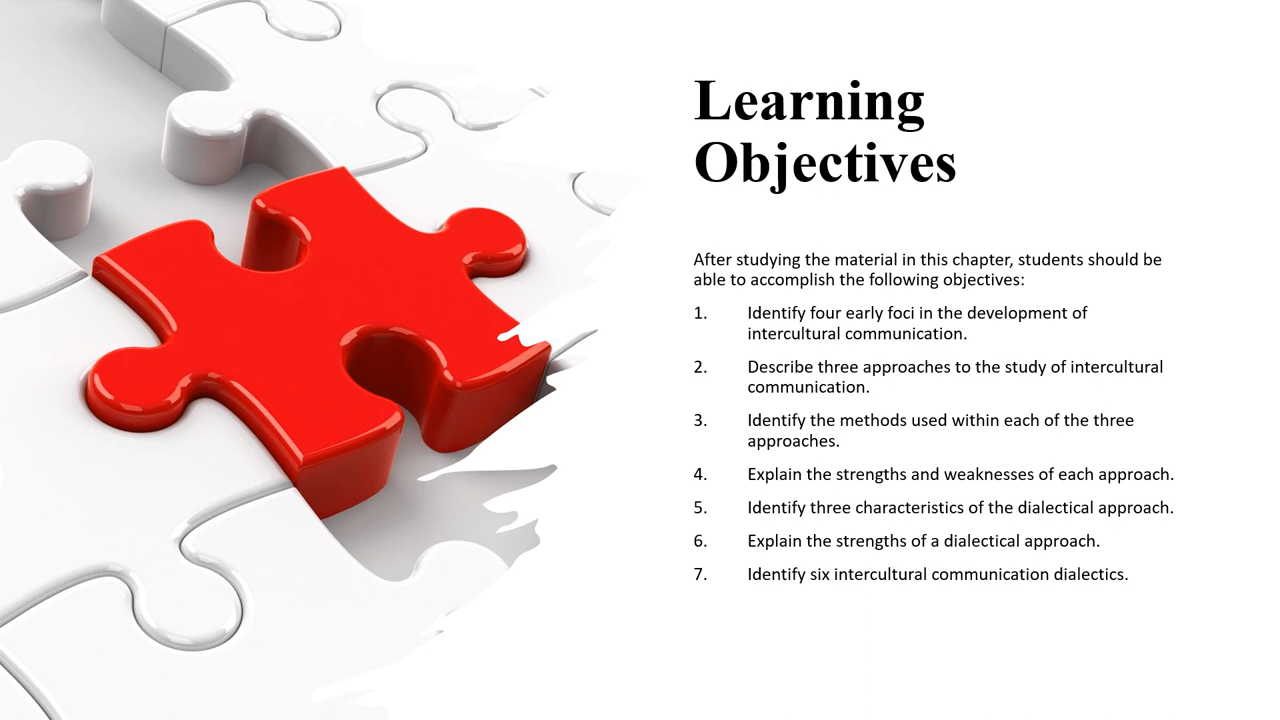 Learning
Objectives
After studying the material in this chapter, students should be
able to accomplish the following objectives:
1. Identify four early foci in the development of
intercultural communication.
2. Describe three approaches to the study of intercultural
communication.
3. Identify the methods used within each of the three
approaches.
4. Explain the strengths and weaknesses of each approach.
5. Identify three characteristics of the dialectical approach.
6. Explain the strengths of a dialectical approach.
7. Identify six intercultural communication dialectics.